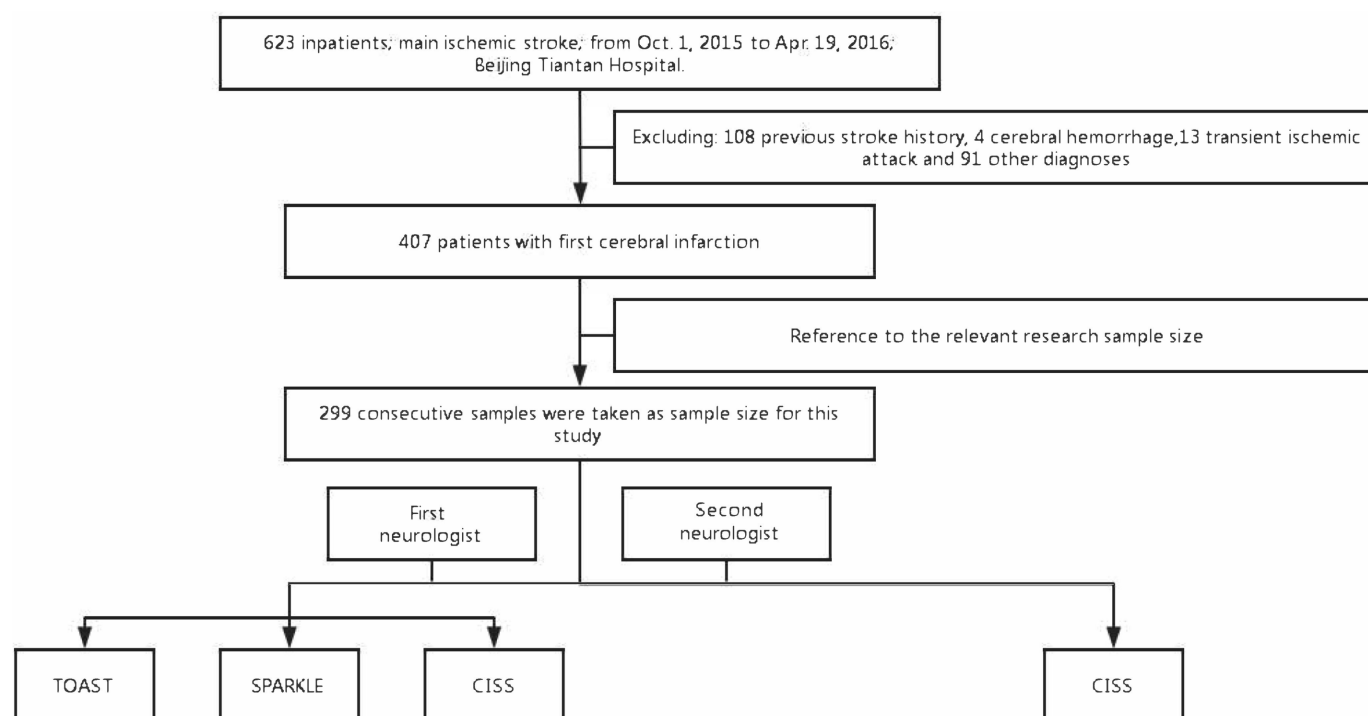 623 inpatients; main ischemic stroke; from Oct. 1, 2015 to Apr. 19, 2016;
Beijing Tiantan Hospital.
Excluding: 108 previous stroke history, 4 cerebral hemorrhage,13 transient ischemic
attack and 91 other diagnoses
407 patients with first cerebral infarction
Reference to the relevant research sample size
299 consecutive samples were taken as sample size for this
study
First
neurologist
Second
neurologist
TOAST
SPARKLE
CISS
CISS